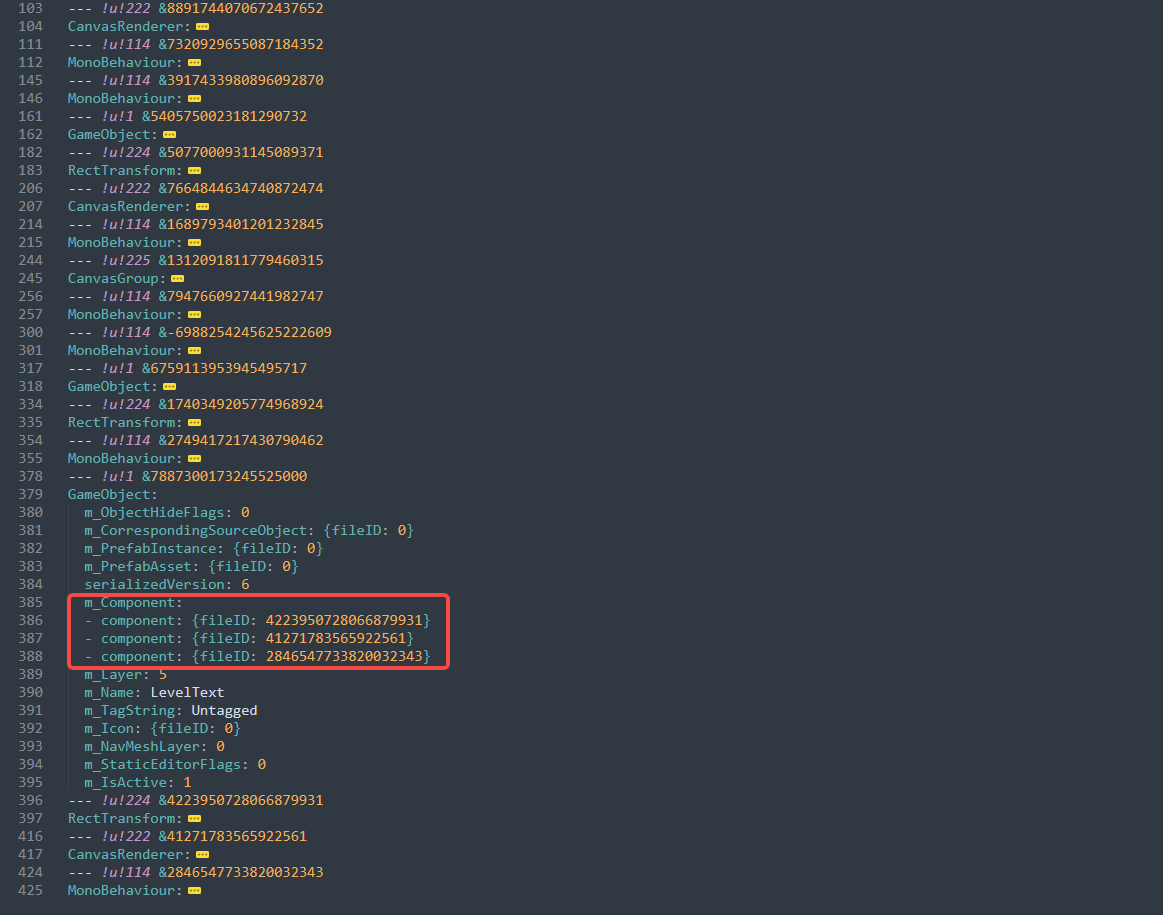 103 --- !u!222 &8891744070672437652
104 CanvasRenderer:
111 --- !u!114 &7320929655087184352
112 MonoBehaviour:
145 --- !u!114 &3917433980896092870
146 MonoBehaviour:
161 --- !u!1 &5405750023181290732
162 GameObject:
182 --- !u!224 &5077000931145089371
183 RectTransform:
206 --- !u!222 &7664844634740872474
207 CanvasRenderer:
214 --- !u!114 &1689793401201232845
215 MonoBehaviour:
244 --- !u!225 &1312091811779460315
245 CanvasGroup:
256 --- !u!114 &7947660927441982747
257 MonoBehaviour:
300 --- !u!114 &-6988254245625222609
301 MonoBehaviour:
317 --- !u!1 &6759113953945495717
318 GameObject:
334 --- !u!224 &1740349205774968924
335 RectTransform:
354 --- !u!114 &2749417217430790462
355 MonoBehaviour:
378 --- !u!1 &7887300173245525000
379 GameObject:
380 m_ObjectHideFlags: 0
381 m_CorrespondingSourceObject: {fileID: 0}
382 m_PrefabInstance: {fileID: 0}
383 m_PrefabAsset: {fileID: 0}
384 serializedVersion: 6
385 m_Component:
386 - component: {fileID: 4223950728066879931}
387 - component: {fileID: 41271783565922561}
388 - component: {fileID: 2846547733820032343}
389 m_Layer: 5
390 m_Name: LevelText
391 m_TagString: Untagged
392 m_Icon: {fileID: 0}
393 m_NavMeshLayer: 0
394 m_StaticEditorFlags: 0
395 m_IsActive: 1
396 --- !u!224 &4223950728066879931
397 RectTransform:
416 --- !u!222 &41271783565922561
417 CanvasRenderer:
424 --- !u!114 &2846547733820032343
425 MonoBehaviour: